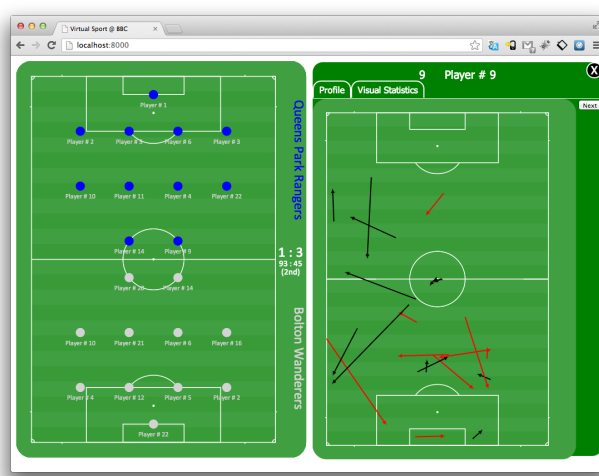 Virtual Sport @ BBC
localhost:8000
9 Player # 9
X
Profile
Visual Statistics
Next
Player # 1
Player # 2
Player # 6
Player # 10
Player # 11
Player # 4
Player # 22
Player # 14
Player # 9
Player # 14
Player # 10
Player # 21
Player # 6
Player # 16
Player # 4
Player # 12
Player # 5
Player # 2
Player # 22
Queens Park Rangers
1 : 3
93 : 45
(2nd)
Bolton Wanderers